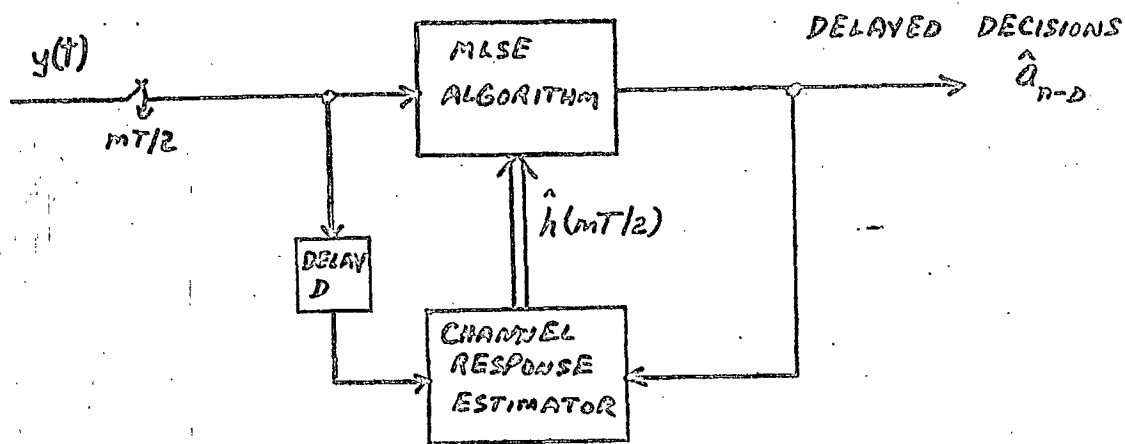 DELAYED DECISIONS
y(t)
â_{n-D}
MLSE
ALGORITHM
mT/2
ĥ(mT/2)
DELAY
D
CHANNEL
RESPONSE
ESTIMATOR